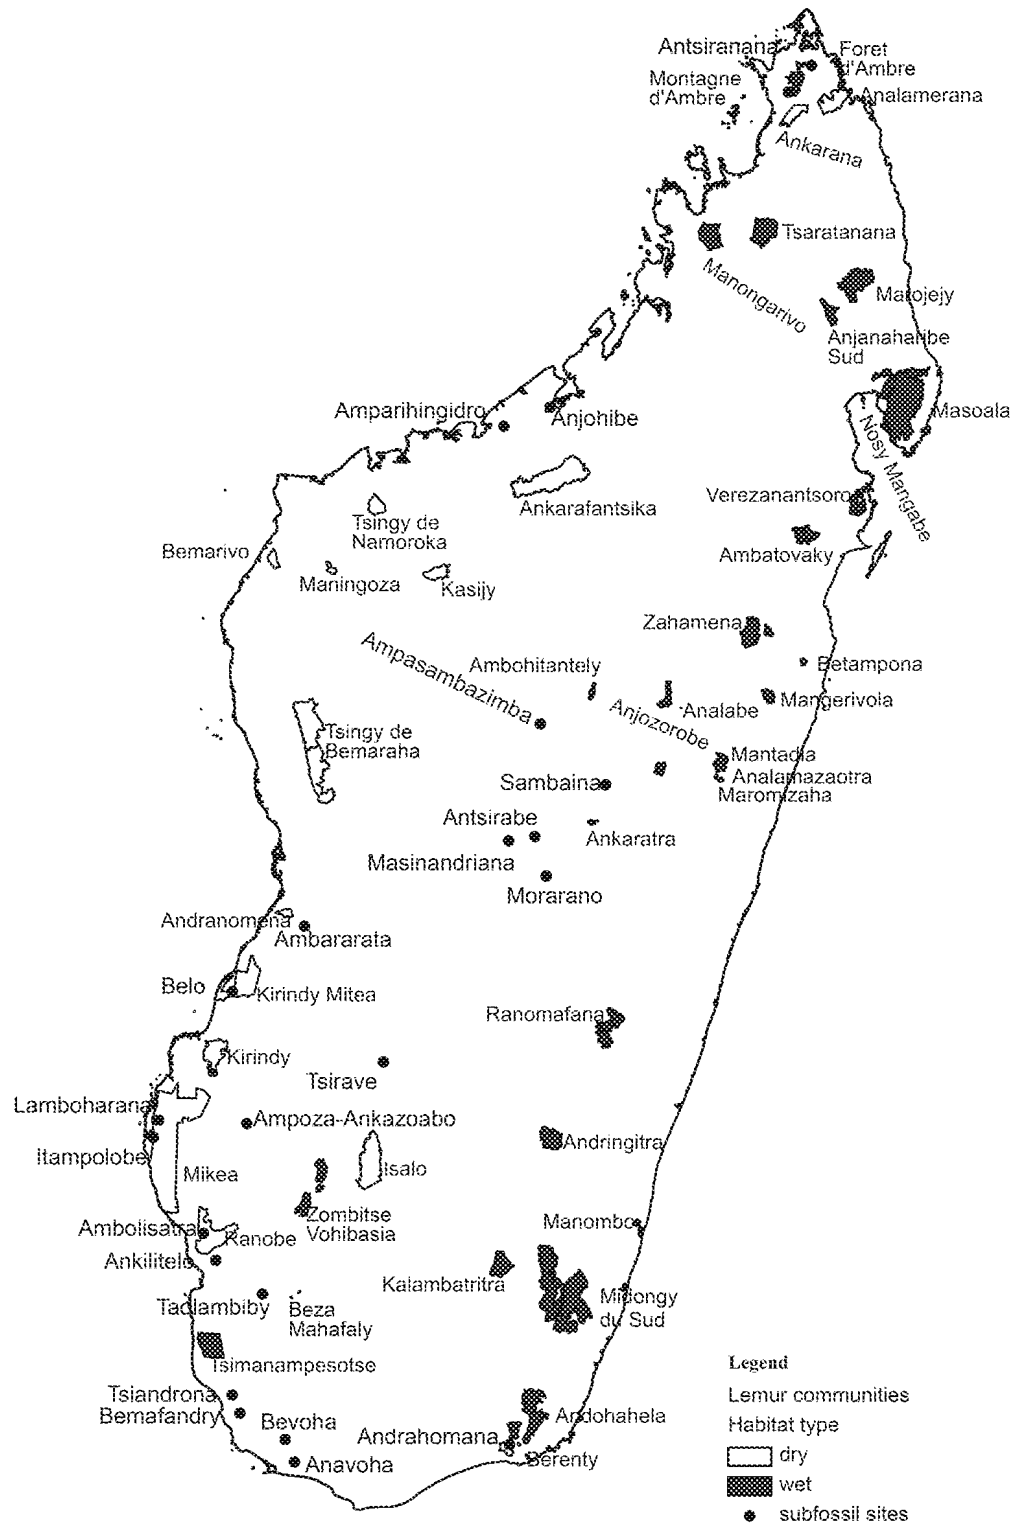 Antsiranana
Foret
d'Ambre
Montagne
d'Ambre
Analamerana
Ankarana
Tsaratanana
Manongarivo
Marojejy
Anjanaharibe
Sud
Amparihingidro
Anjohibe
Masoala
Nosy Mangabe
Ankarafantsika
Verezanantsoro
Tsingy de
Namoroka
Bemarivo
Ambatovaky
Maningoza
Kasijy
Zahamena
Ampasambazimba
Ambohitantely
Betampona
Anjozorobe
Analabe
Mangerivola
Tsingy de
Bemaraha
Mantadia
Sambaina
Analamazaotra
Maromizaha
Antsirabe
Ankaratra
Masinandriana
Morarano
Andranomena
Ambararata
Belo
Kirindy Mitea
Ranomafana
Kirindy
Tsirave
Lamboharana
Ampoza-Ankazoabo
Andringitra
Itampolobe
Mikea
Isalo
Zombitse
Vohibasia
Manombo
Ambolisatra
Ranobe
Ankilitelo
Kalambatritra
Taolambiby
Beza
Mahafaly
Midongy
du Sud
Tsimanampesotse
Legend
Tsiandrona
Lemur communities
Bemafandry
Andohahela
Bevoha
Habitat type
Andrahomana
dry
Anavoha
Berenty
wet
subfossil sites